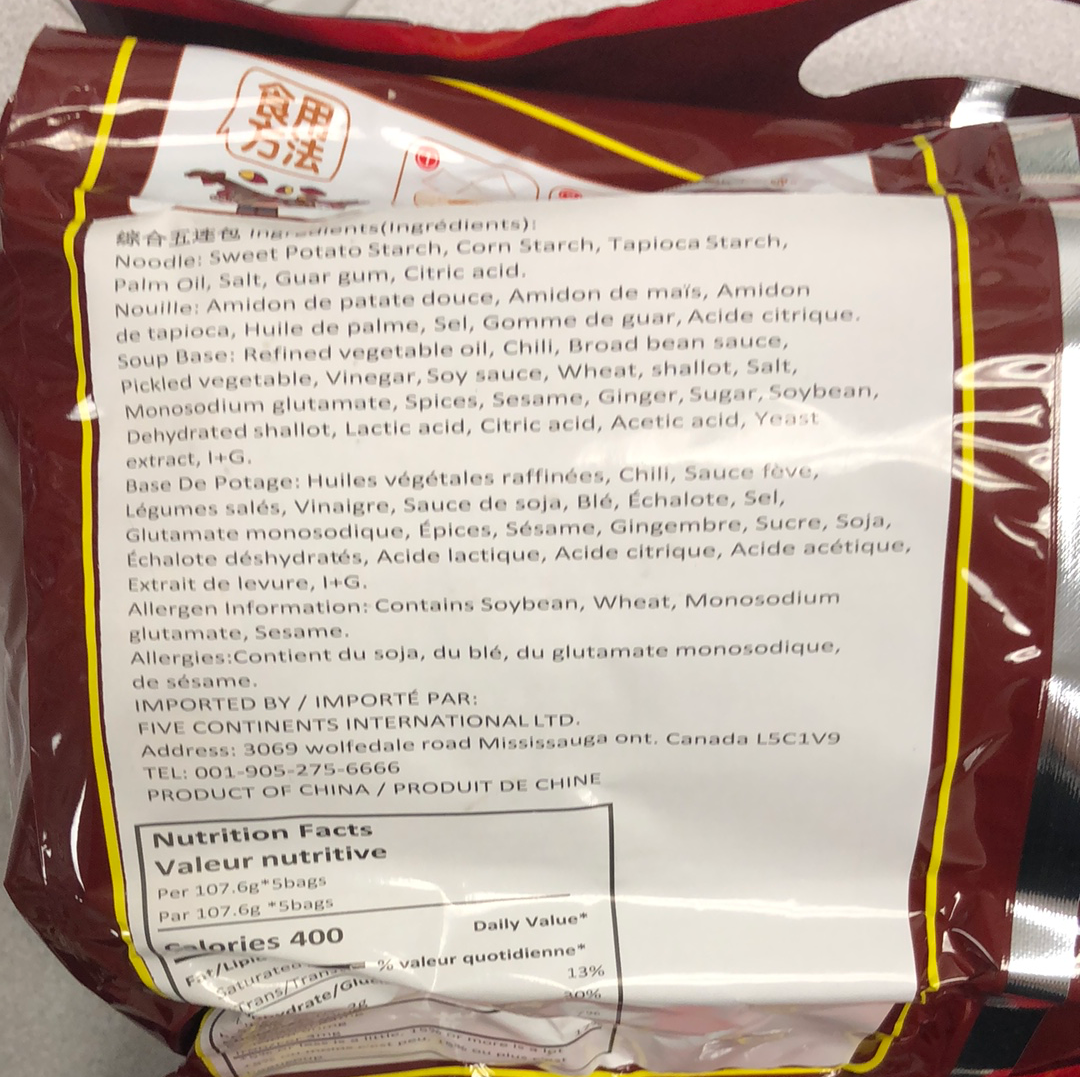 食用
方法
綜合五連包 Ingredients(Ingrédients):
Noodle: Sweet Potato Starch, Corn Starch, Tapioca Starch,
Palm Oil, Salt, Guar gum, Citric acid.
Nouille: Amidon de patate douce, Amidon de maïs, Amidon
de tapioca, Huile de palme, Sel, Gomme de guar, Acide citrique.
Soup Base: Refined vegetable oil, Chili, Broad bean sauce,
Pickled vegetable, Vinegar, Soy sauce, Wheat, shallot, Salt,
Monosodium glutamate, Spices, Sesame, Ginger, Sugar, Soybean,
Dehydrated shallot, Lactic acid, Citric acid, Acetic acid, Yeast
extract, I+G.
Base De Potage: Huiles végétales raffinées, Chili, Sauce fève,
Légumes salés, Vinaigre, Sauce de soja, Blé, Échalote, Sel,
Glutamate monosodique, Épices, Sésame, Gingembre, Sucre, Soja,
Échalote déshydratés, Acide lactique, Acide citrique, Acide acétique,
Extrait de levure, I+G.
Allergen Information: Contains Soybean, Wheat, Monosodium
glutamate, Sesame.
Allergies:Contient du soja, du blé, du glutamate monosodique,
de sésame.
IMPORTED BY / IMPORTÉ PAR:
FIVE CONTINENTS INTERNATIONAL LTD.
Address: 3069 wolfedale road Mississauga ont. Canada L5C1V9
TEL: 001-905-275-6666
PRODUCT OF CHINA / PRODUIT DE CHINE
Nutrition Facts
Valeur nutritive
Per 107.6g*5bags
Par 107.6g *5bags
Daily Value*
Calories 400
% valeur quotidienne*
Fat/Lipi
13%
Saturated
30%
Trans/Trans